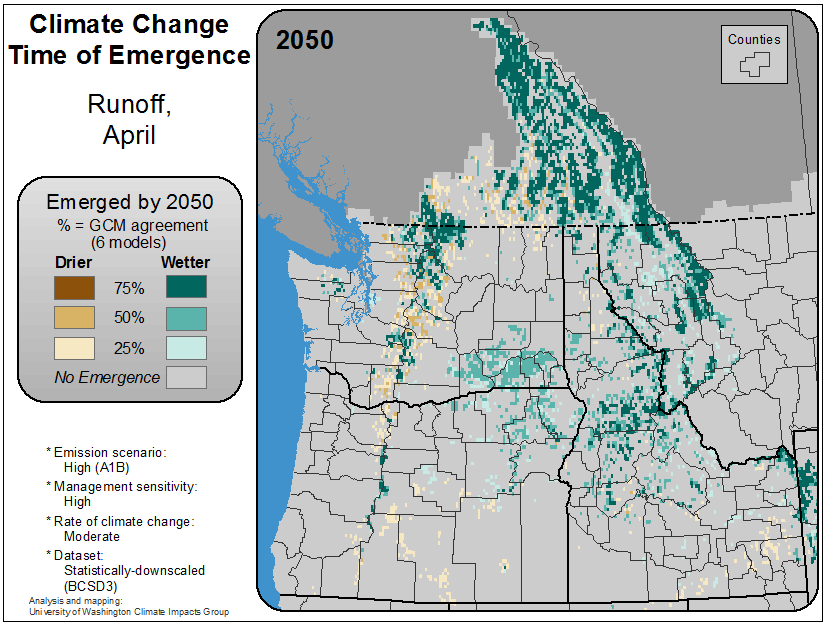 Climate Change
Time of Emergence
Runoff,
April
Emerged by 2050
% = GCM agreement
(6 models)
Drier Wetter
75%
50%
25%
No Emergence
* Emission scenario:
High (A1B)
* Management sensitivity:
High
* Rate of climate change:
Moderate
* Dataset:
Statistically-downscaled
(BCSD3)
Analysis and mapping:
University of Washington Climate Impacts Group
2050
Counties